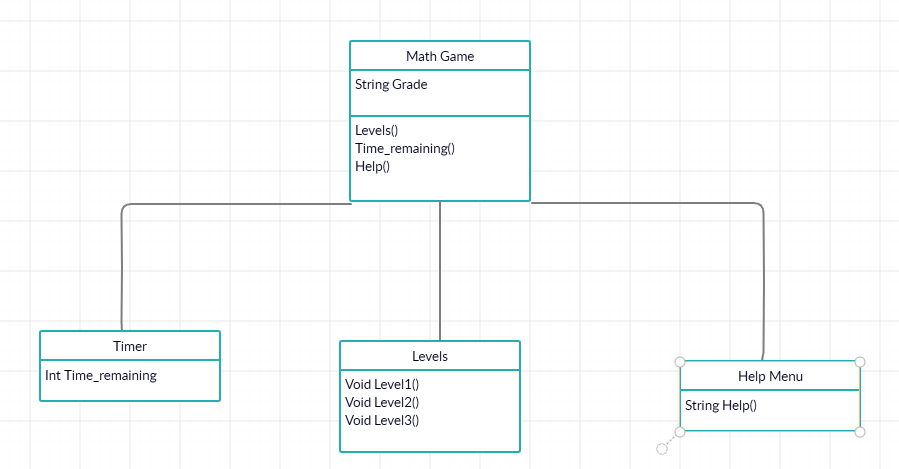 Math Game
String Grade
Levels()
Time_remaining()
Help()
Timer
Int Time_remaining
Levels
Void Level1()
Void Level2()
Void Level3()
Help Menu
String Help()